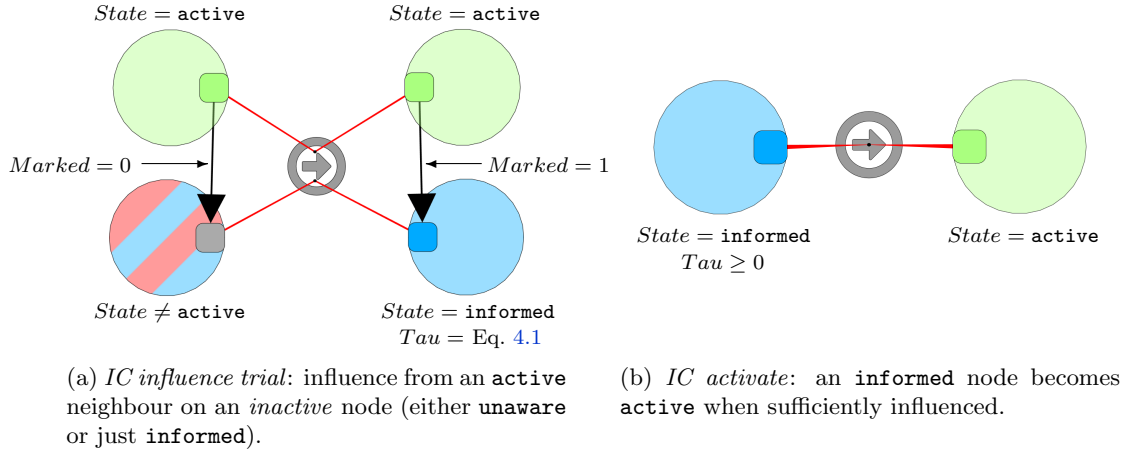 State = active
State = active
Marked = 0
Marked = 1
State ≠ active
State = informed
Tau = Eq. 4.1
State = informed
Tau ≥ 0
State = active
(a) IC influence trial: influence from an active
neighbour on an inactive node (either unaware
or just informed).
(b) IC activate: an informed node becomes
active when sufficiently influenced.